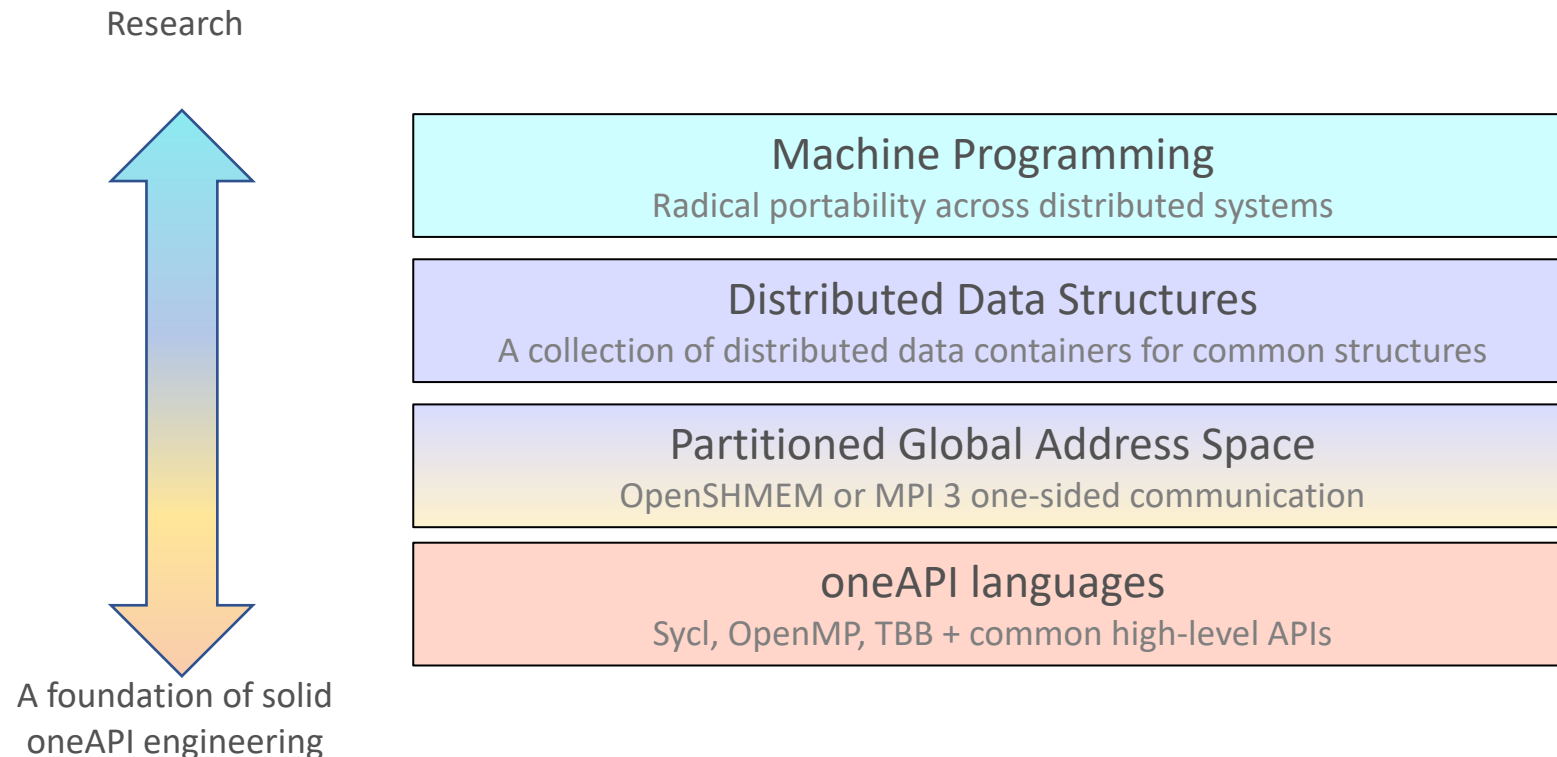 Research
Machine Programming
Radical portability across distributed systems
Distributed Data Structures
A collection of distributed data containers for common structures
Partitioned Global Address Space
OpenSHMEM or MPI 3 one-sided communication
oneAPI languages
Sycl, OpenMP, TBB + common high-level APIs
A foundation of solid
oneAPI engineering